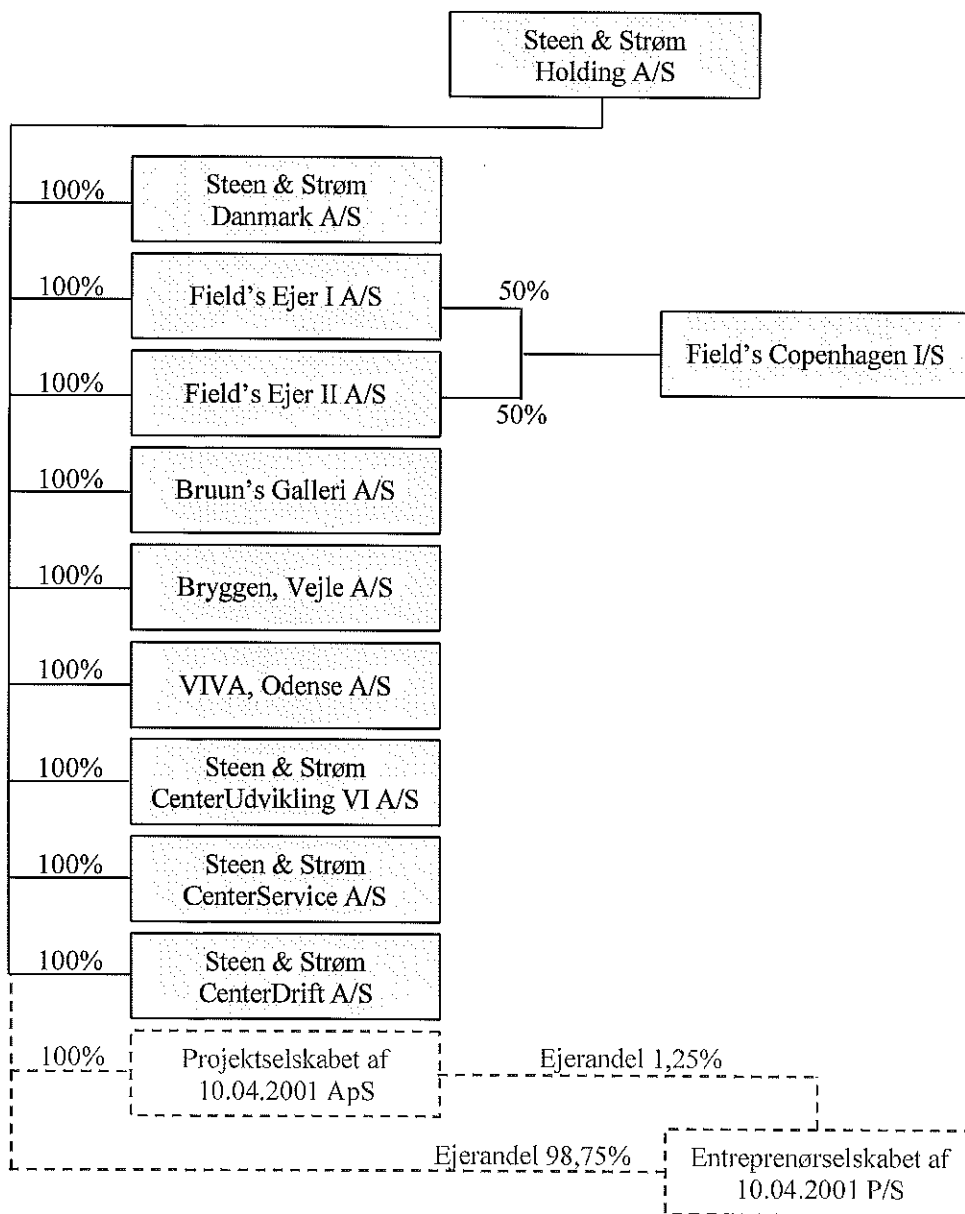 Steen & Strøm
Holding A/S
100%
Steen & Strøm
Danmark A/S
100%
Field's Ejer I A/S
50%
Field's Copenhagen I/S
100%
Field's Ejer II A/S
50%
100%
Bruun's Galleri A/S
100%
Bryggen, Vejle A/S
100%
VIVA, Odense A/S
100%
Steen & Strøm
CenterUdvikling VI A/S
100%
Steen & Strøm
CenterService A/S
100%
Steen & Strøm
CenterDrift A/S
100%
Projektselskabet af
10.04.2001 ApS
Ejerandel 1,25%
Ejerandel 98,75%
Entreprenørselskabet af
10.04.2001 P/S